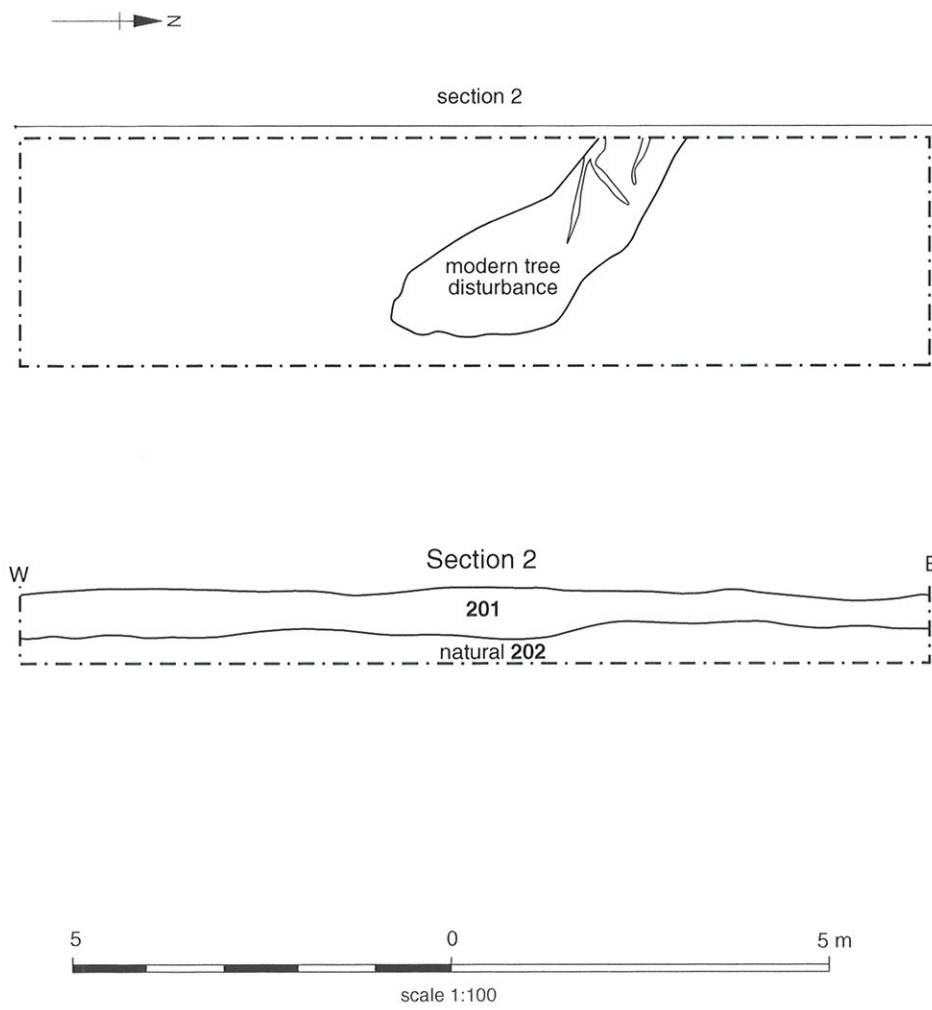 N
section 2
modern tree
disturbance
Section 2
W
E
201
natural 202
5 0 5 m
scale 1:100